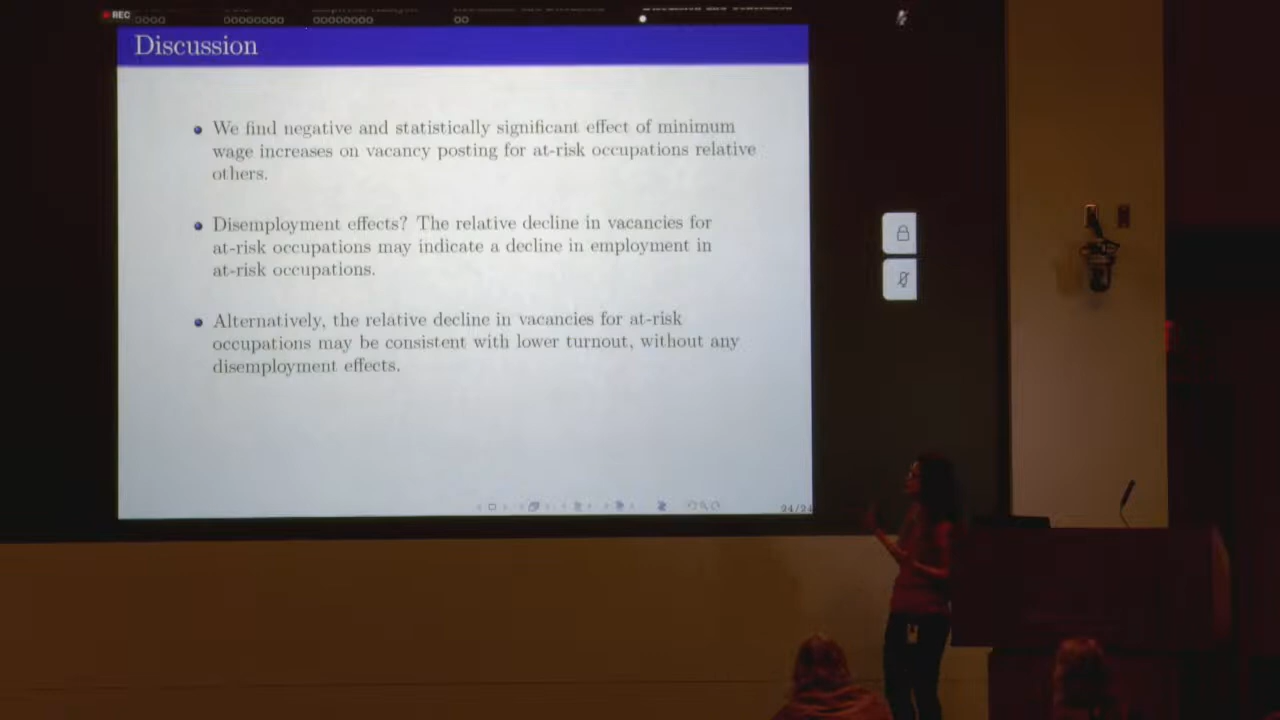 REC
Discussion
We find negative and statistically significant effect of minimum
wage increases on vacancy posting for at-risk occupations relative
others.
Disemployment effects? The relative decline in vacancies for
at-risk occupations may indicate a decline in employment in
at-risk occupations.
Alternatively, the relative decline in vacancies for at-risk
occupations may be consistent with lower turnout, without any
disemployment effects.
24/24